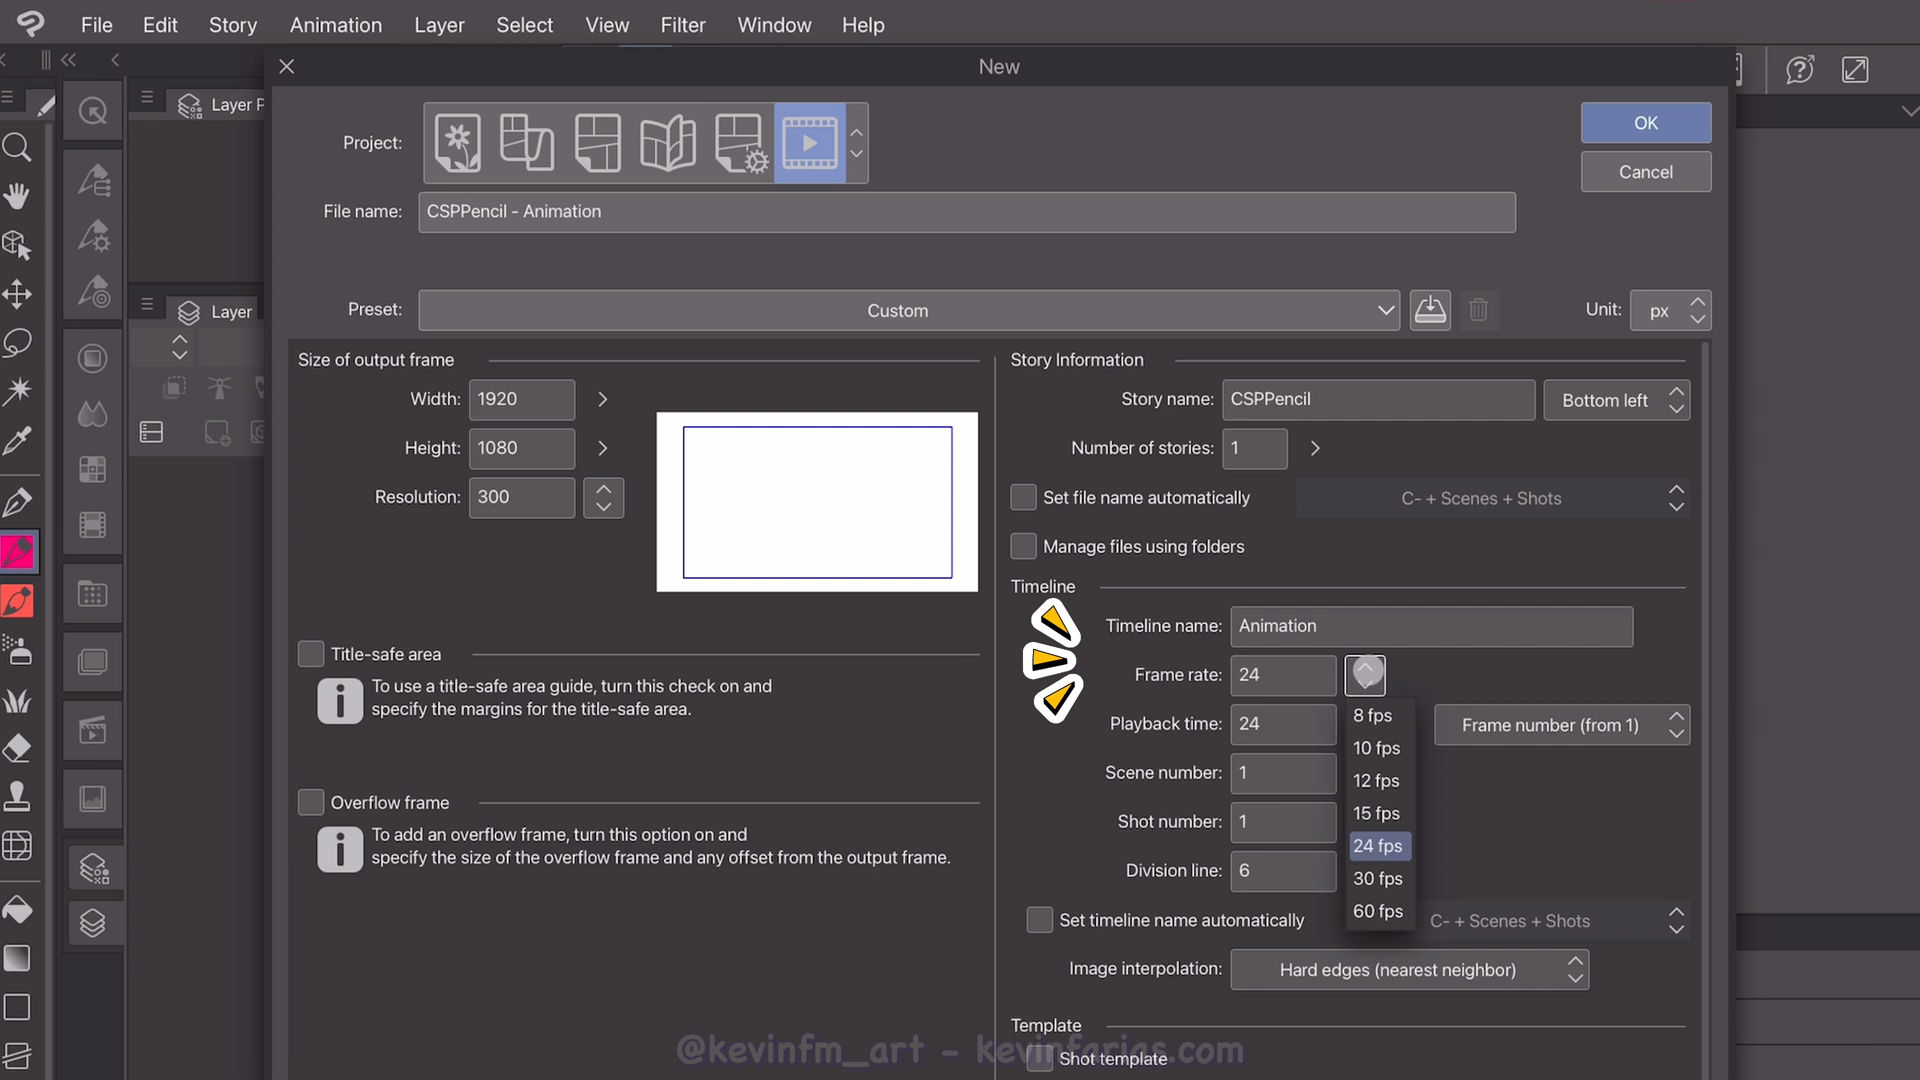 File Edit Story Animation Layer Select View Filter Window Help
New
Layer P
Project:
OK
Cancel
File name: CSPPencil - Animation
Preset: Custom
Unit: px
Layer
Size of output frame
Width: 1920
Height: 1080
Resolution: 300
Title-safe area
To use a title-safe area guide, turn this check on and
specify the margins for the title-safe area.
Overflow frame
To add an overflow frame, turn this option on and
specify the size of the overflow frame and any offset from the output frame.
Story Information
Story name: CSPPencil Bottom left
Number of stories: 1
Set file name automatically C- + Scenes + Shots
Manage files using folders
Timeline
Timeline name: Animation
Frame rate: 24
8 fps
10 fps
12 fps
15 fps
24 fps
30 fps
60 fps
Playback time: 24 Frame number (from 1)
Scene number: 1
Shot number: 1
Division line: 6
Set timeline name automatically C- + Scenes + Shots
Image interpolation: Hard edges (nearest neighbor)
Template
Shot template
@kevinfm_art - kevinfarias.com